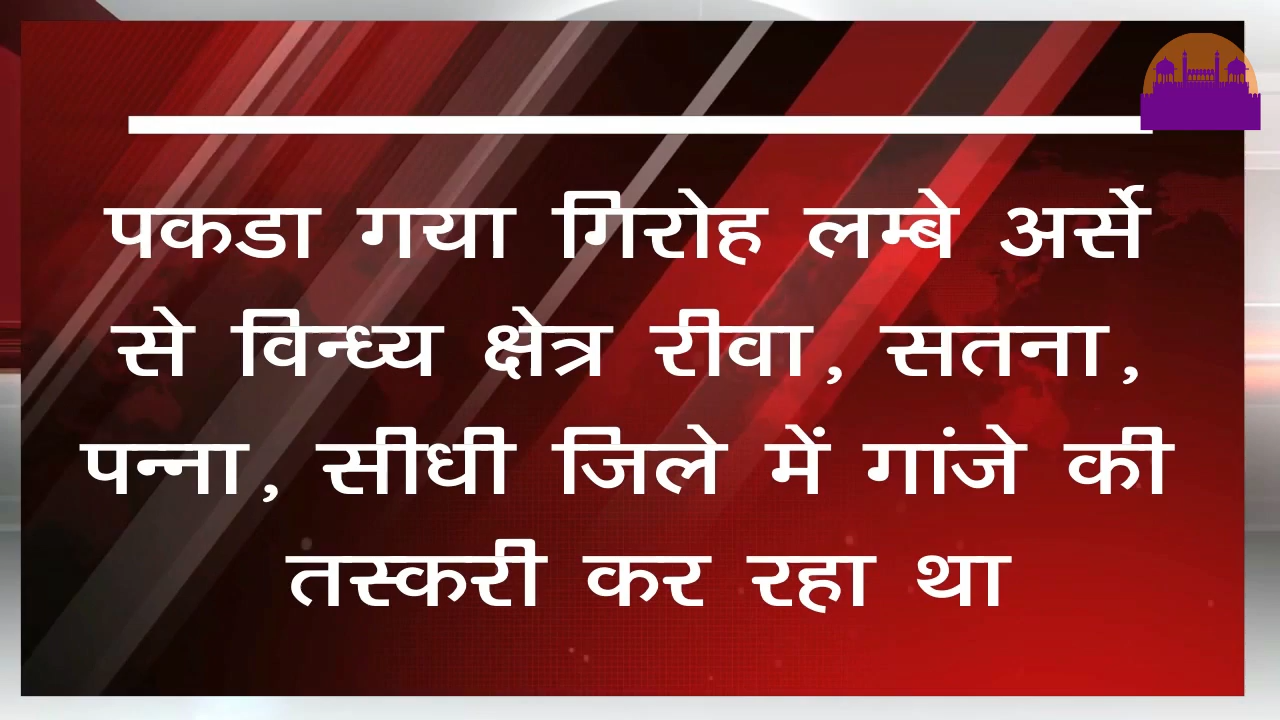 पकडा गया गिरोह लम्बे अर्से
से विन्ध्य क्षेत्र रीवा, सतना,
पन्ना, सीधी जिले में गांजे की
तस्करी कर रहा था